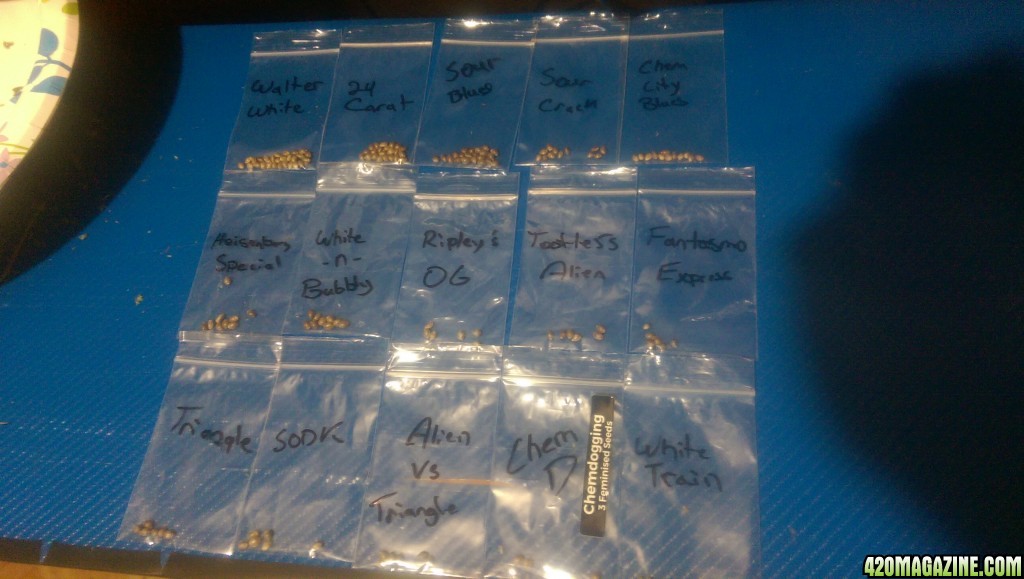 Walter
White
24
Carat
Sour
Blues
Sour
Crack
Chem
City
Blues
Heisenberg
Special
White
-n-
Bubby
Ripley's
OG
Toothless
Alien
Fantasmo
Express
Triangle
SODK
Alien
vs
Triangle
Chem
D
Chemdogging
3 Feminised Seeds
White
Train
420MAGAZINE.COM